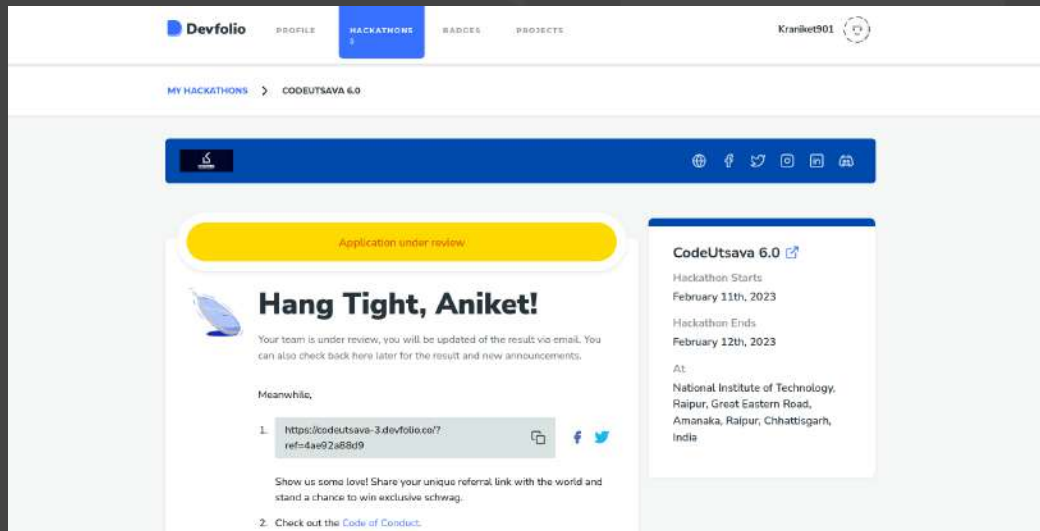 Devfolio
PROFILE
HACKATHONS
3
BADGES
PROJECTS
Kraniket901
MY HACKATHONS > CODEUTSAVA 6.0
Application under review
Hang Tight, Aniket!
Your team is under review, you will be updated of the result via email. You
can also check back here later for the result and new announcements.
Meanwhile,
1. https://codeutsava-3.devfolio.co/?
ref=4ae92a88d9
Show us some love! Share your unique referral link with the world and
stand a chance to win exclusive schwag.
2. Check out the Code of Conduct.
CodeUtsava 6.0
Hackathon Starts
February 11th, 2023
Hackathon Ends
February 12th, 2023
At
National Institute of Technology,
Raipur, Great Eastern Road,
Amanaka, Raipur, Chhattisgarh,
India